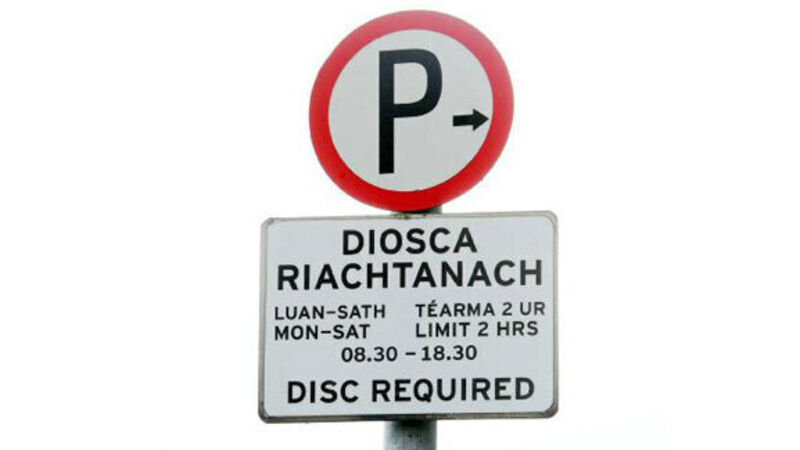 P
DIOSCA
RIACHTANACH
LUAN-SATH TÉARMA 2 UR
MON-SAT LIMIT 2 HRS
08.30 - 18.30
DISC REQUIRED